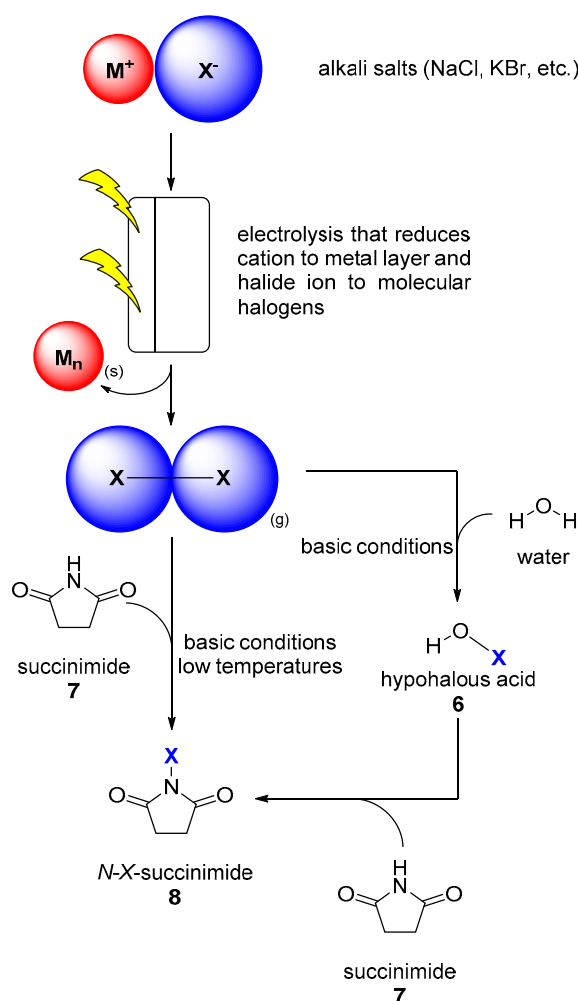 M⁺ X⁻ alkali salts (NaCl, KBr, etc.)
electrolysis that reduces
cation to metal layer and
halide ion to molecular
halogens
Mₙ (s)
X X (g)
H O H
basic conditions
water
H
N
O O
succinimide
7
basic conditions
low temperatures
H O X
hypohalous acid
6
X
N
O O
N-X-succinimide
8
H
N
O O
succinimide
7